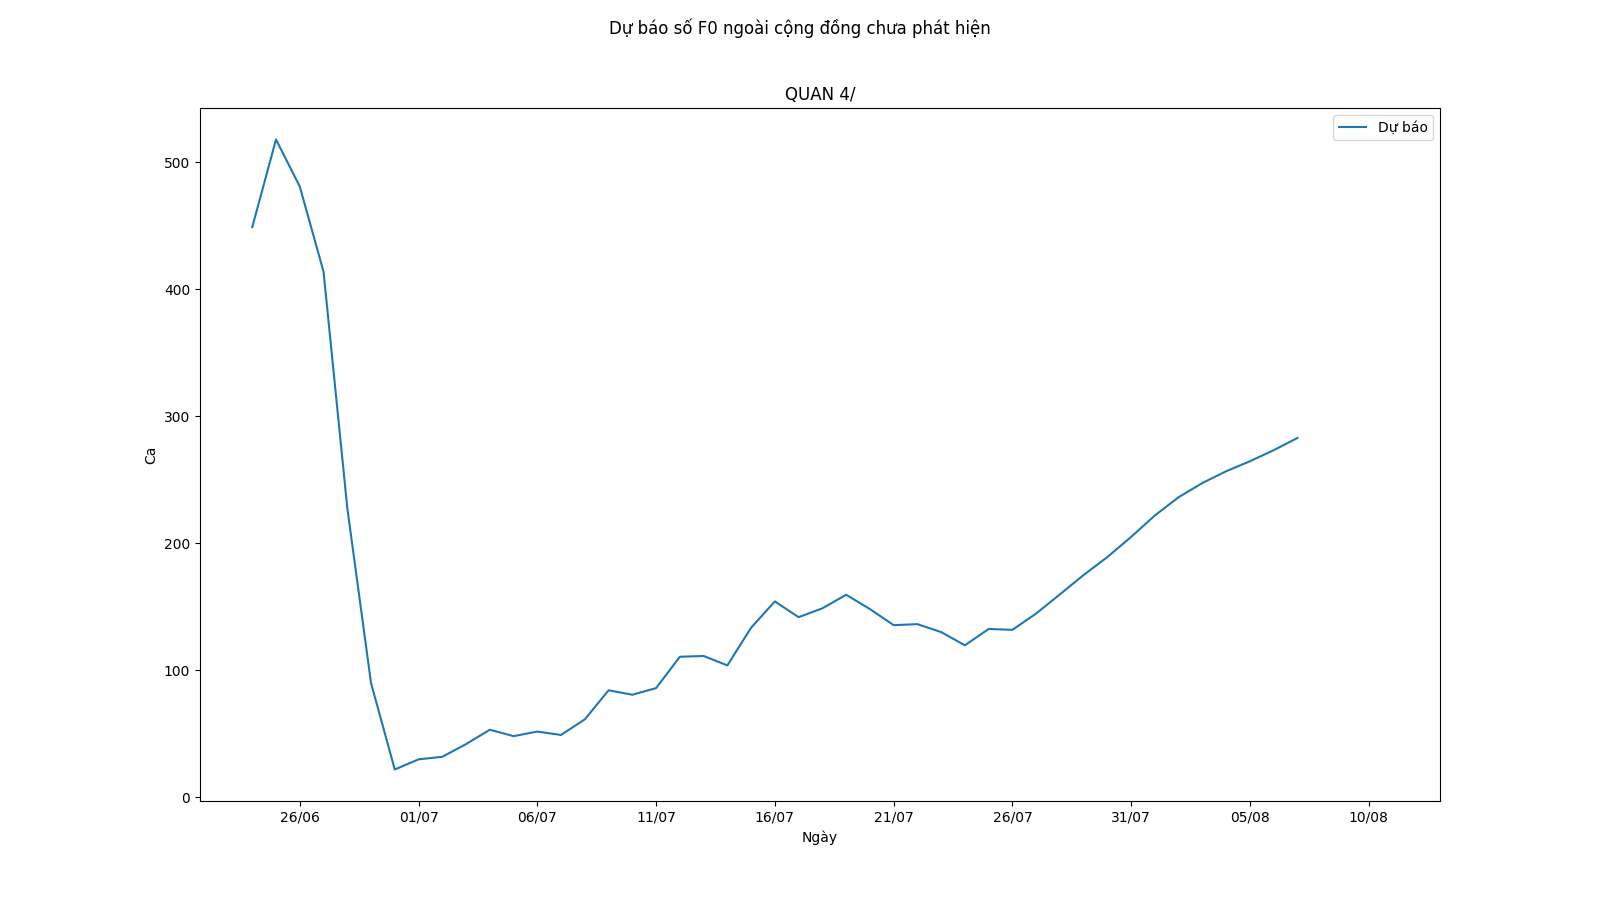 Dự báo số F0 ngoài cộng đồng chưa phát hiện
QUAN 4/
Dự báo
500
400
300
200
100
0
Ca
26/06 01/07 06/07 11/07 16/07 21/07 26/07 31/07 05/08 10/08
Ngày